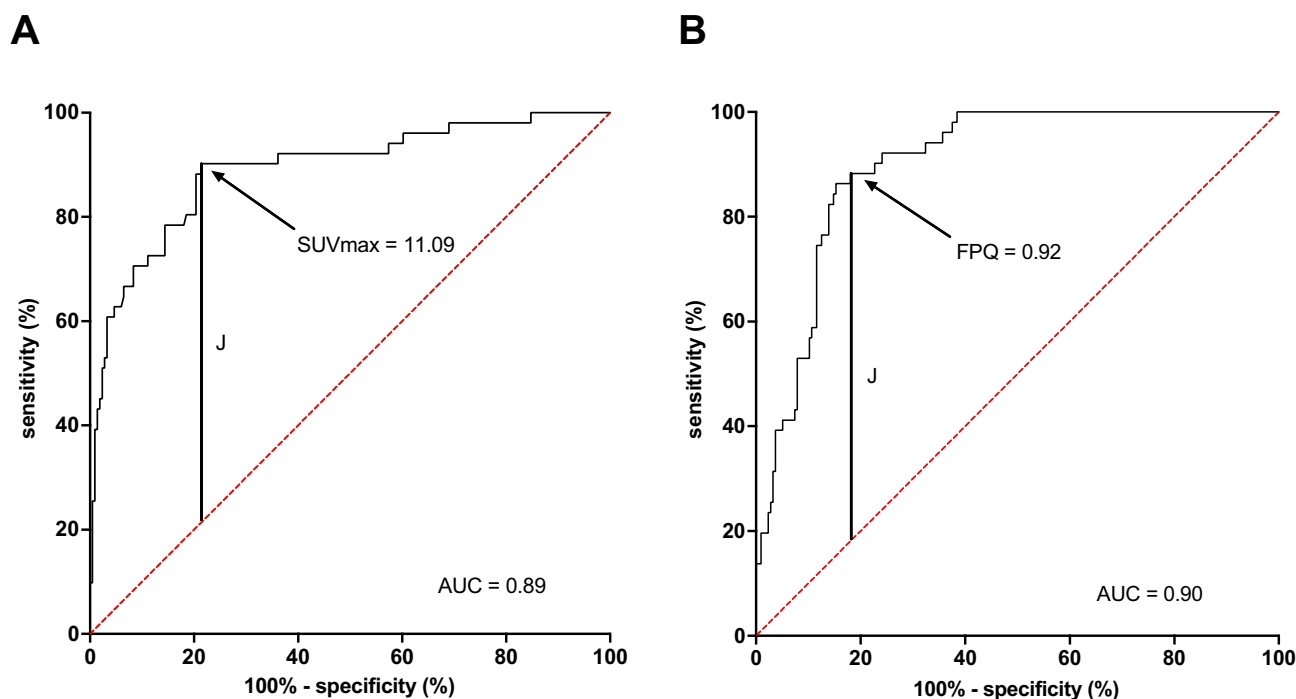 A
100
80
60
40
20
0
sensitivity (%)
SUVmax = 11.09
J
AUC = 0.89
0 20 40 60 80 100
100% - specificity (%)
B
100
80
60
40
20
0
sensitivity (%)
FPQ = 0.92
J
AUC = 0.90
0 20 40 60 80 100
100% - specificity (%)